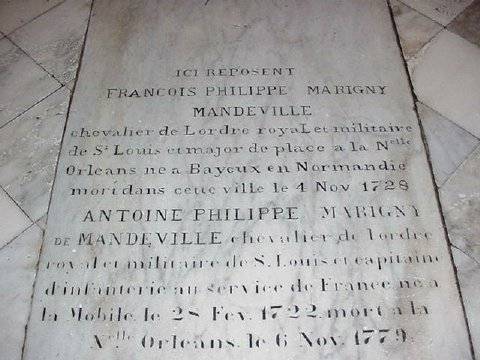 ICI REPOSENT
FRANCOIS PHILIPPE MARIGNY
MANDEVILLE
chevalier de Lordre royal et militaire
de St Louis et major de place a la Nelle
Orleans ne a Bayeux en Normandie
mort dans cette ville le 4 Nov 1728
ANTOINE PHILIPPE MARIGNY
DE MANDEVILLE chevalier de lordre
royal et militaire de S. Louis et capitaine
d'infanterie au service de France ne a
la Mobile le 28 Fev. 1722 mort a la
Nelle Orleans le 6 Nov. 1779.